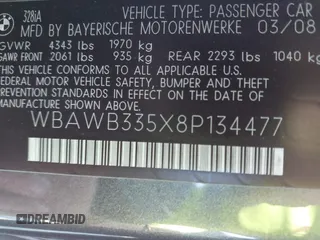 328iA
VEHICLE TYPE: PASSENGER CAR
MFD BY BAYERISCHE MOTORENWERKE 03/08
GVWR 4343 lbs 1970 kg
GAWR FRONT 2061 lbs 935 kg REAR 2293 lbs 1040 kg
VEHICLE CONFORMS TO ALL APPLICABLE
SAFETY, BUMPER AND THEFT
FEDERAL MOTOR VEHICLE
PREVENTION STANDARDS IN EFFECT ON THE
DATE OF MANUFACTURE SHOWN ABOVE
WBAWB335X8P134477
DREAMBID